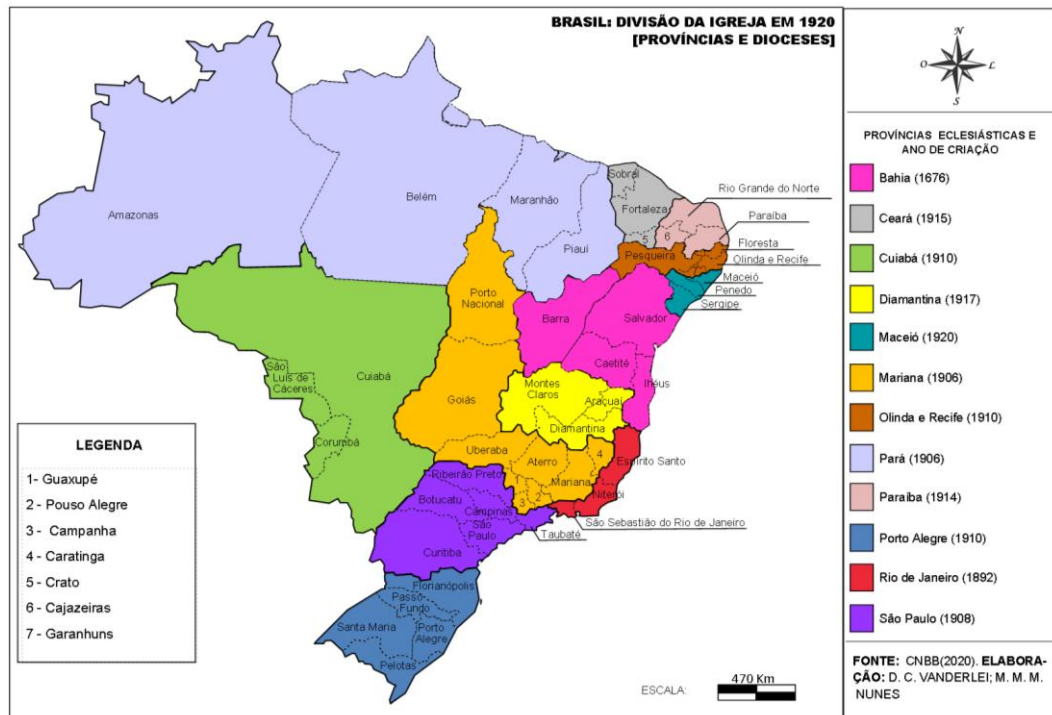 BRASIL: DIVISÃO DA IGREJA EM 1920
[PROVÍNCIAS E DIOCESES]
Amazonas
Belém
Maranhão
Piauí
Sobral
Fortaleza
5
6
Rio Grande do Norte
Paraíba
Floresta
Olinda e Recife
Pesqueira
Maceió
Penedo
Sergipe
Porto
Nacional
Barra
Salvador
Caetité
Ilhéus
São
Luís de
Cáceres
Cuiabá
Corumbá
Goiás
Montes
Claros
Araçuaí
Diamantina
Uberaba
Aterro
4
Mariana
1
2
3
Espírito Santo
Niterói
São Sebastião do Rio de Janeiro
Ribeirão Preto
Botucatu
Campinas
São
Paulo
Taubaté
Curitiba
Florianópolis
Passo
Fundo
Santa Maria
Porto
Alegre
Pelotas
LEGENDA
1- Guaxupé
2 - Pouso Alegre
3 - Campanha
4 - Caratinga
5 - Crato
6 - Cajazeiras
7 - Garanhuns
ESCALA:
470 Km
N
O
L
S
PROVÍNCIAS ECLESIÁSTICAS E
ANO DE CRIAÇÃO
Bahia (1676)
Ceará (1915)
Cuiabá (1910)
Diamantina (1917)
Maceió (1920)
Mariana (1906)
Olinda e Recife (1910)
Pará (1906)
Paraíba (1914)
Porto Alegre (1910)
Rio de Janeiro (1892)
São Paulo (1908)
FONTE: CNBB(2020). ELABORA-
ÇÃO: D. C. VANDERLEI; M. M. M.
NUNES